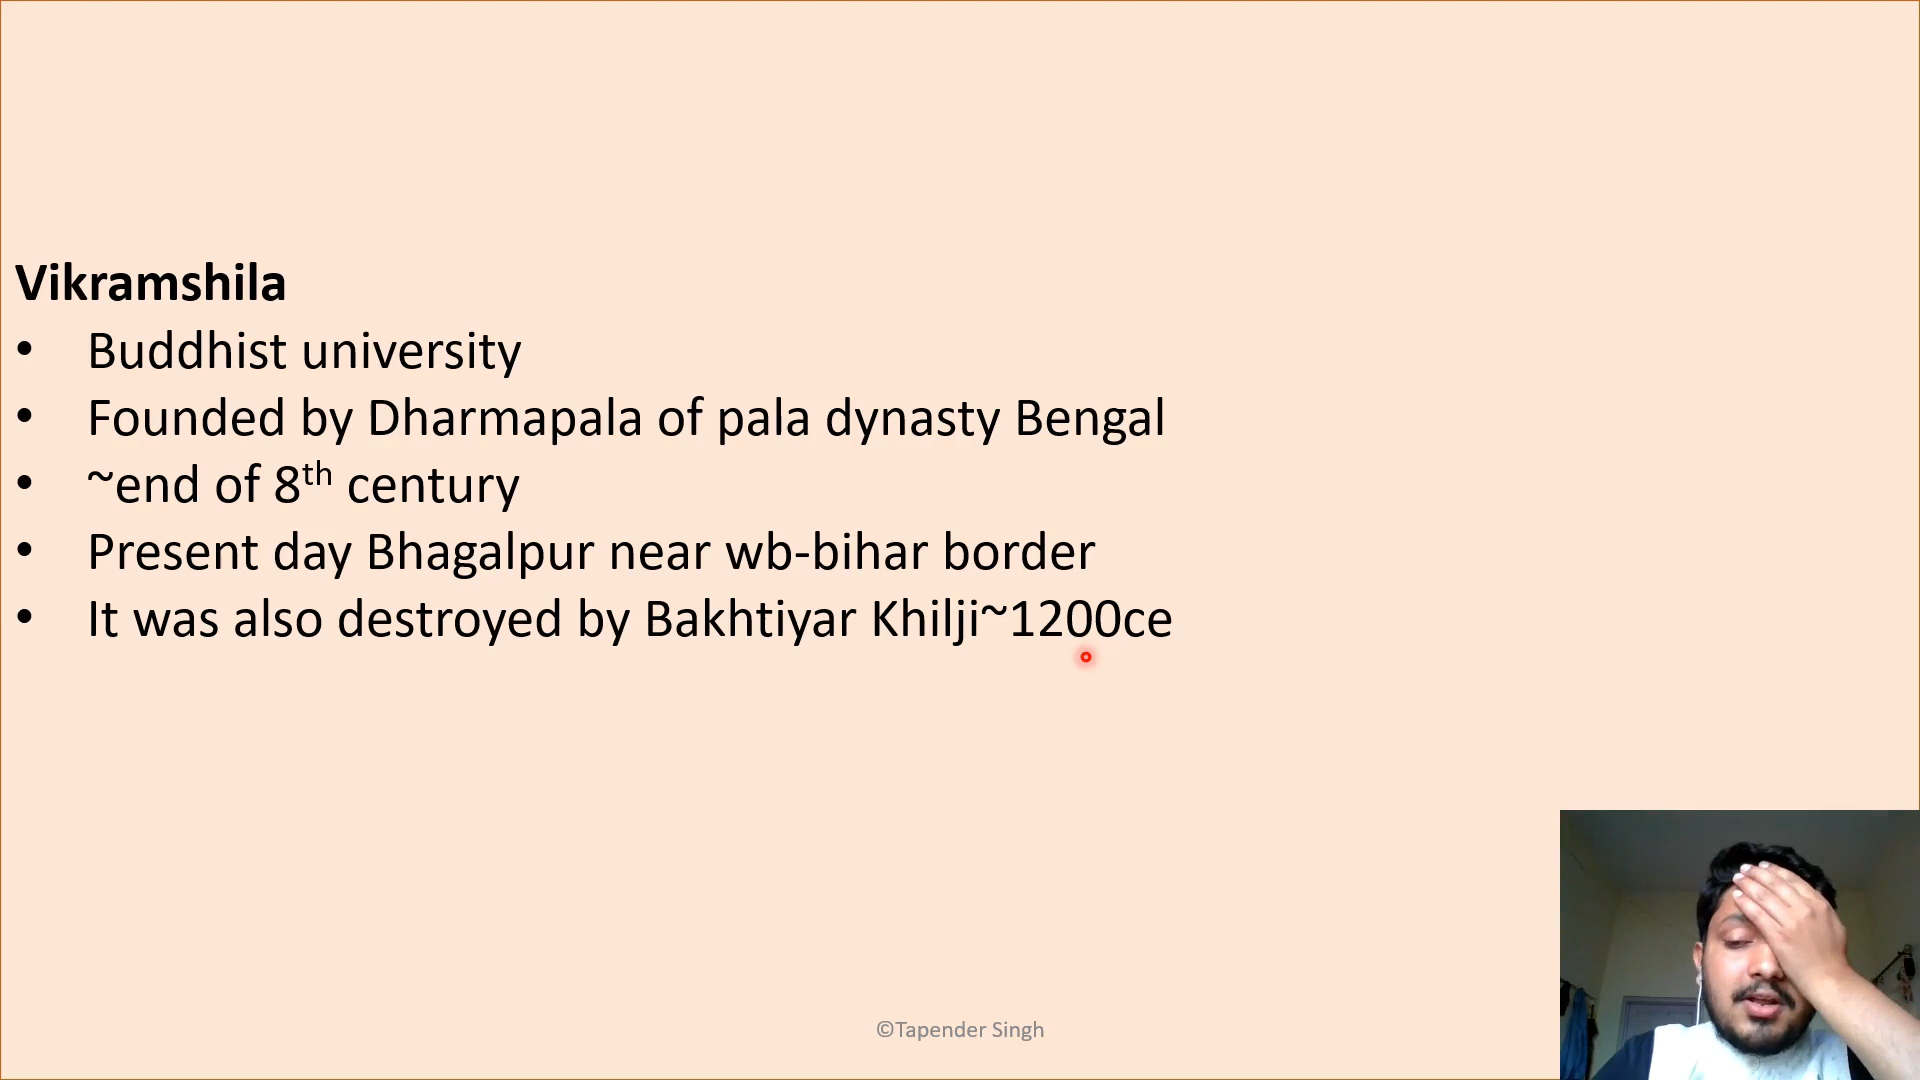 Vikramshila
• Buddhist university
• Founded by Dharmapala of pala dynasty Bengal
• ~end of 8th century
• Present day Bhagalpur near wb-bihar border
• It was also destroyed by Bakhtiyar Khilji~1200ce
©Tapender Singh